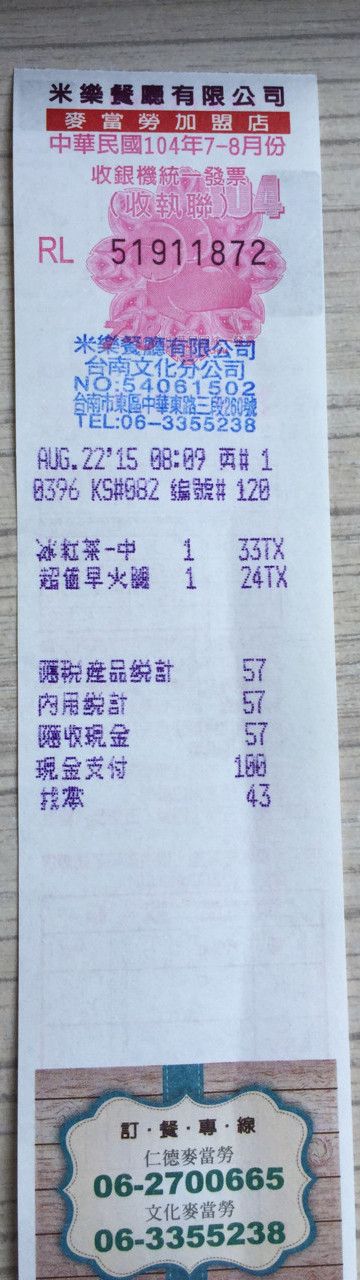 米樂餐廳有限公司
麥當勞加盟店
中華民國104年7-8月份
收銀機統一發票
(收執聯)
04
RL 51911872
米樂餐廳有限公司
台南文化分公司
NO:54061502
台南市東區中華東路三段260號
TEL:06-3355238
AUG.22'15 08:09 頁# 1
0396 KS#082 編號# 120
冰紅茶-中 1 33TX
超值早火腿 1 24TX
應稅產品總計 57
內用總計 57
應收現金 57
現金支付 100
找零 43
訂·餐·專·線
仁德麥當勞
06-2700665
文化麥當勞
06-3355238